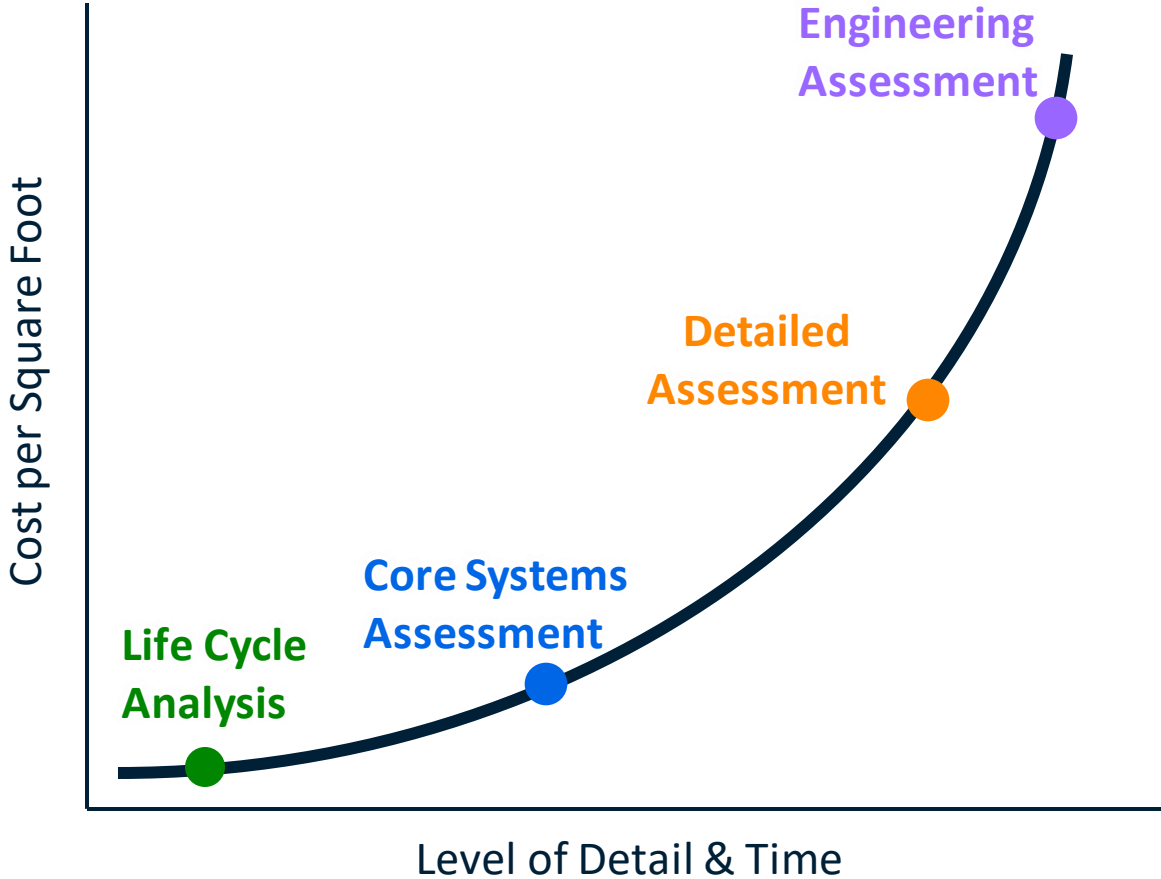 Engineering
Assessment
Detailed
Assessment
Core Systems
Assessment
Life Cycle
Analysis
Cost per Square Foot
Level of Detail & Time